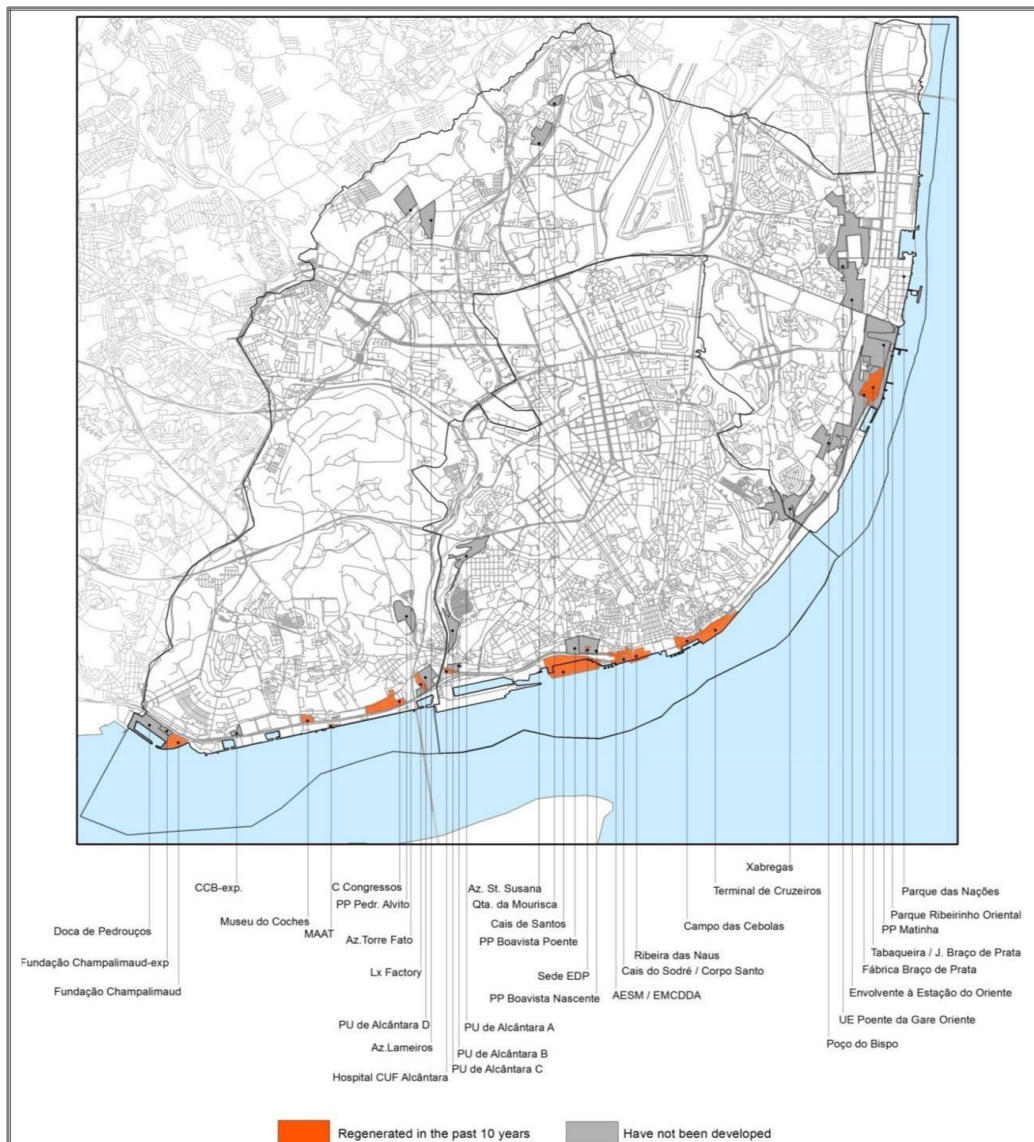 Xabregas
CCB-exp.
C Congressos
Az. St. Susana
Terminal de Cruzeiros
Parque das Nações
PP Pedr. Alvito
Qta. da Mourisca
Museu do Coches
Cais de Santos
Campo das Cebolas
Parque Ribeirinho Oriental
Doca de Pedrouços
MAAT
PP Matinha
Az.Torre Fato
PP Boavista Poente
Tabaqueira / J. Braço de Prata
Fundação Champalimaud-exp
Ribeira das Naus
Fábrica Braço de Prata
Lx Factory
Sede EDP
Cais do Sodré / Corpo Santo
Fundação Champalimaud
AESM / EMCDDA
Envolvente à Estação do Oriente
PP Boavista Nascente
UE Poente da Gare Oriente
PU de Alcântara D
PU de Alcântara A
Poço do Bispo
Az.Lameiros
PU de Alcântara B
Hospital CUF Alcântara
PU de Alcântara C
Regenerated in the past 10 years
Have not been developed